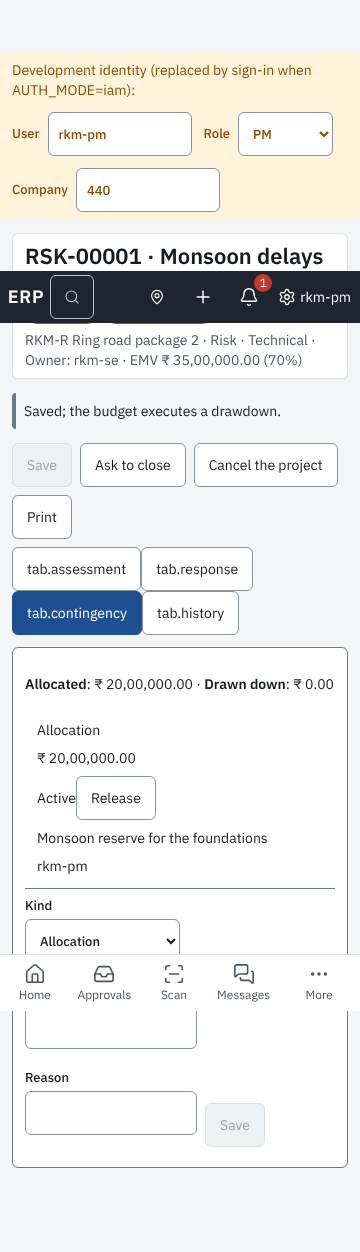 Development identity (replaced by sign-in when
AUTH_MODE=iam):
User rkm-pm Role PM
Company 440
RSK-00001 · Monsoon delays
ERP 1 rkm-pm
RKM-R Ring road package 2 · Risk · Technical ·
Owner: rkm-se · EMV ₹ 35,00,000.00 (70%)
Saved; the budget executes a drawdown.
Save Ask to close Cancel the project
Print
tab.assessment tab.response
tab.contingency tab.history
Allocated: ₹ 20,00,000.00 · Drawn down: ₹ 0.00
Allocation
₹ 20,00,000.00
Active Release
Monsoon reserve for the foundations
rkm-pm
Kind
Allocation
Home Approvals Scan Messages More
Reason
Save